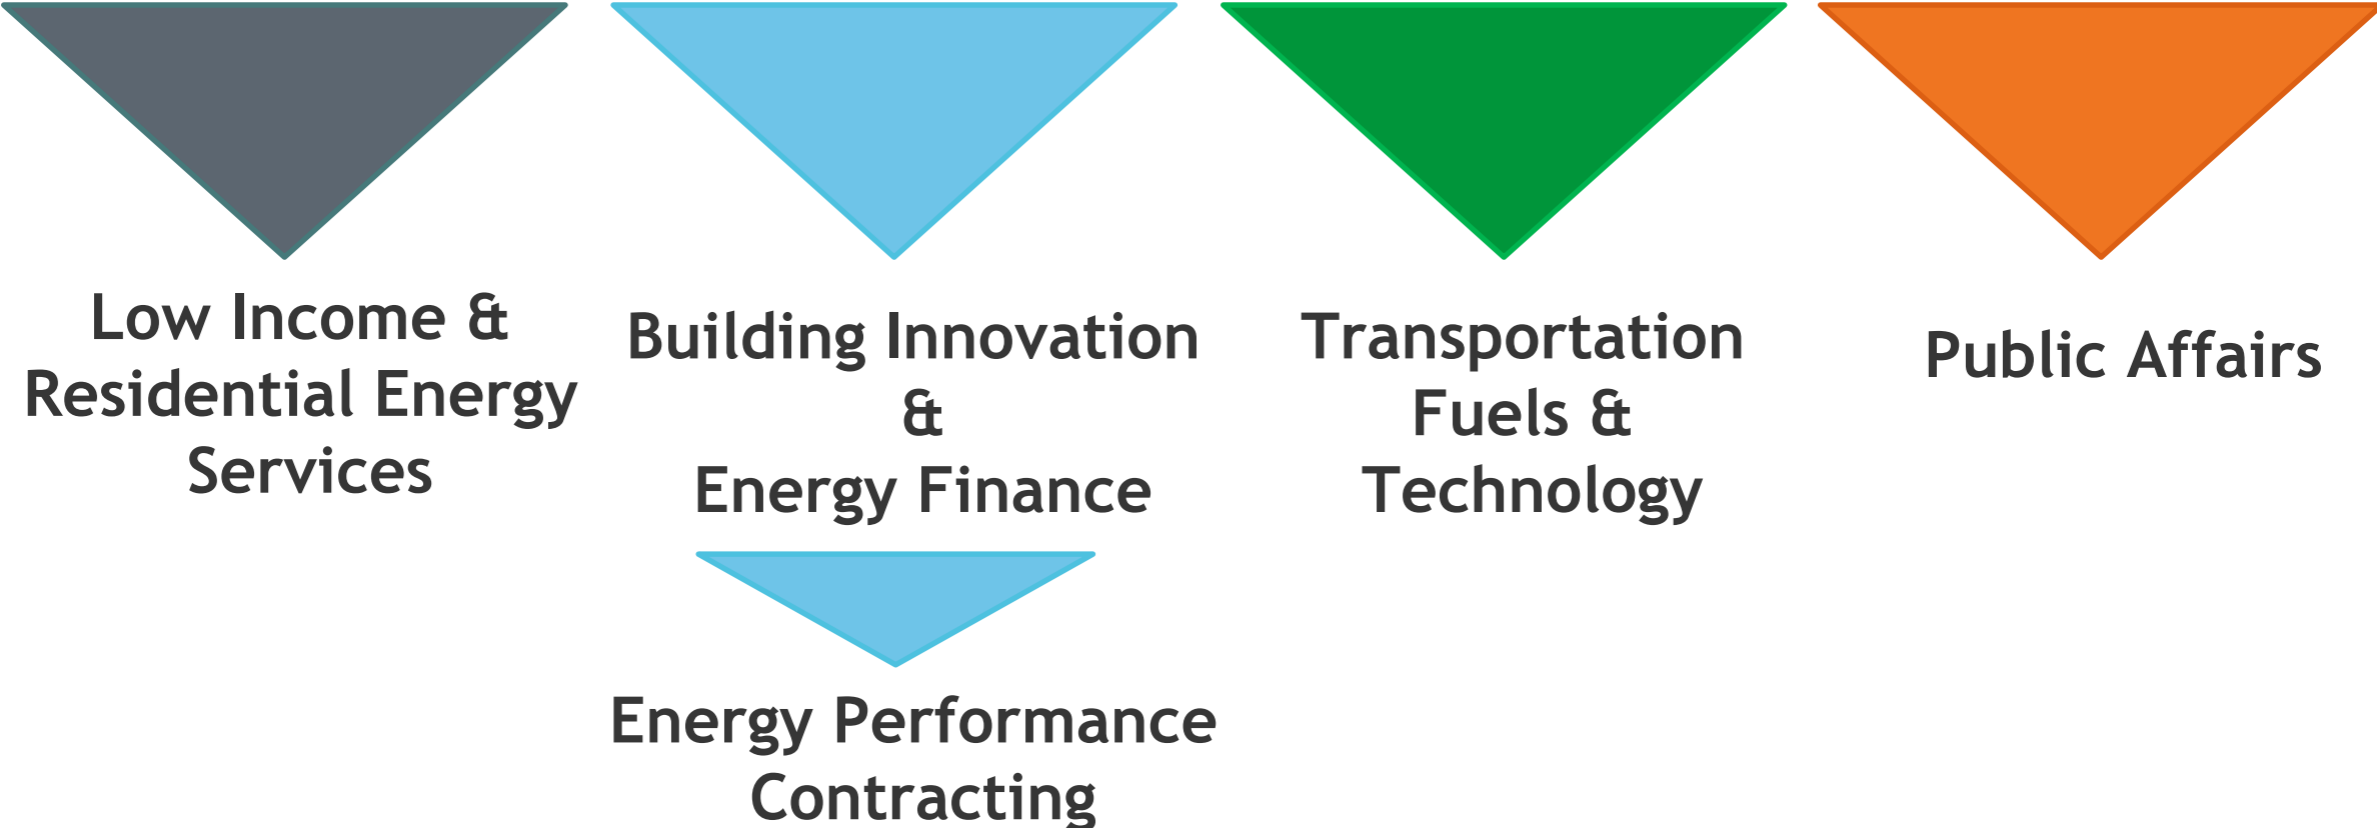 Low Income &
Residential Energy
Services
Building Innovation
&
Energy Finance
Energy Performance
Contracting
Transportation
Fuels &
Technology
Public Affairs